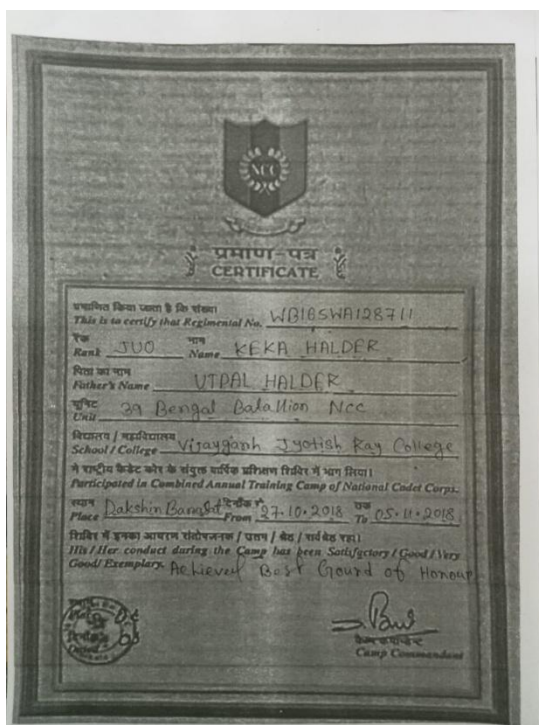 NCC
प्रमाण-पत्र
CERTIFICATE
प्रमाणित किया जाता है कि संख्या
This is to certify that Regimental No. WB16SWA128711
रैंक नाम
Rank JUO Name KEKA HALDER
पिता का नाम
Father's Name UTPAL HALDER
यूनिट
Unit 39 Bengal Batallion Ncc
विद्यालय / महाविद्यालय
School / College Vijaygarh Jyotish Ray College
ने राष्ट्रीय कैडेट कोर के संयुक्त वार्षिक प्रशिक्षण शिविर में भाग लिया।
Participated in Combined Annual Training Camp of National Cadet Corps.
स्थान दिनाँक से तक
Place Dakshin Barasat From 27.10.2018 To 05.11.2018
शिविर में इनका आचरण संतोषजनक / उत्तम / श्रेष्ठ / सर्वश्रेष्ठ रहा।
His / Her conduct during the Camp has been Satisfactory / Good / Very
Good / Exemplary. Achieved Best Gourd of Honour
कैम्प कमान्डेन्ट
Camp Commandant